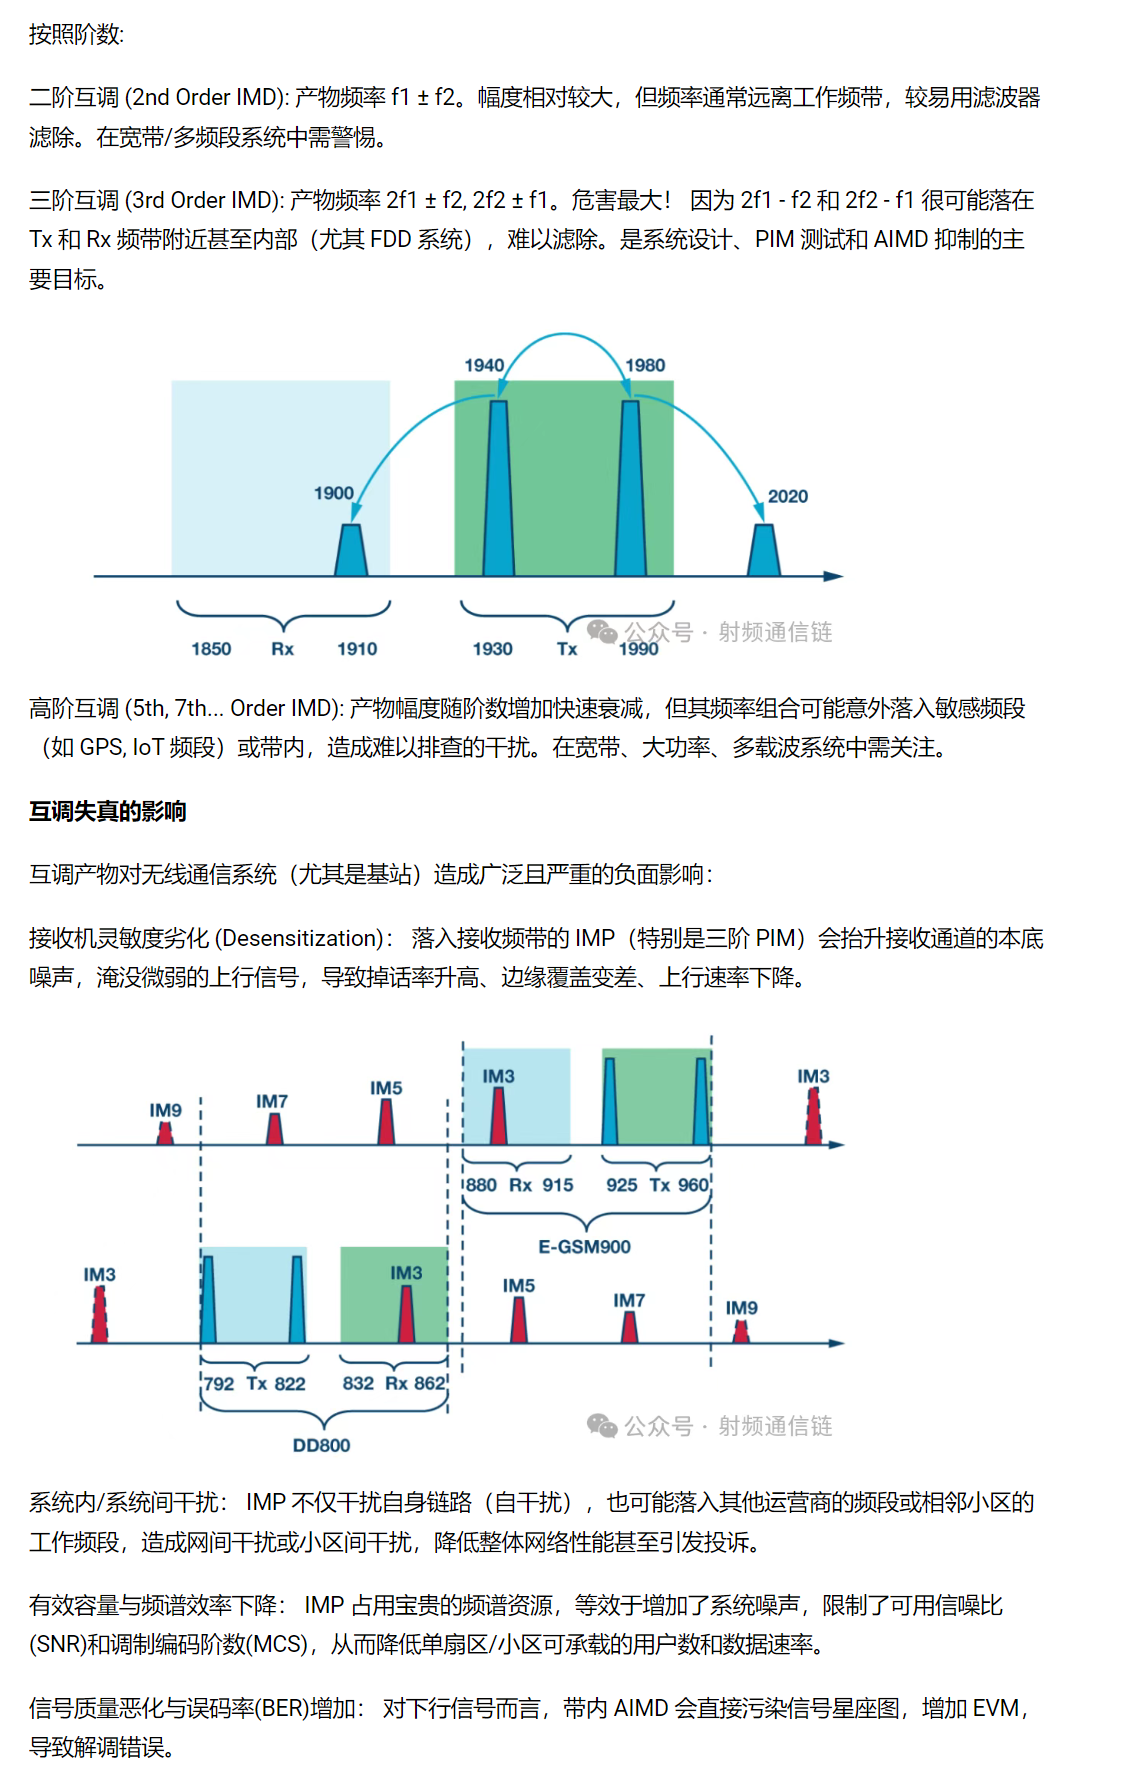 按照阶数:
二阶互调 (2nd Order IMD): 产物频率 f1 ± f2。幅度相对较大，但频率通常远离工作频带，较易用滤波器
滤除。在宽带/多频段系统中需警惕。
三阶互调 (3rd Order IMD): 产物频率 2f1 ± f2, 2f2 ± f1。危害最大！ 因为 2f1 - f2 和 2f2 - f1 很可能落在
Tx 和 Rx 频带附近甚至内部（尤其 FDD 系统），难以滤除。是系统设计、PIM 测试和 AIMD 抑制的主
要目标。
1940 1980
1900 2020
公众号 · 射频通信链
1850 Rx 1910 1930 Tx 1990
高阶互调 (5th, 7th... Order IMD): 产物幅度随阶数增加快速衰减，但其频率组合可能意外落入敏感频段
（如 GPS, IoT 频段）或带内，造成难以排查的干扰。在宽带、大功率、多载波系统中需关注。
互调失真的影响
互调产物对无线通信系统（尤其是基站）造成广泛且严重的负面影响：
接收机灵敏度劣化 (Desensitization)： 落入接收频带的 IMP（特别是三阶 PIM）会抬升接收通道的本底
噪声，淹没微弱的上行信号，导致掉话率升高、边缘覆盖变差、上行速率下降。
IM9 IM7 IM5 IM3 IM3
880 Rx 915 925 Tx 960
E-GSM900
IM3 IM3 IM5 IM7 IM9
792 Tx 822 832 Rx 862
公众号 · 射频通信链
DD800
系统内/系统间干扰： IMP 不仅干扰自身链路（自干扰），也可能落入其他运营商的频段或相邻小区的
工作频段，造成网间干扰或小区间干扰，降低整体网络性能甚至引发投诉。
有效容量与频谱效率下降： IMP 占用宝贵的频谱资源，等效于增加了系统噪声，限制了可用信噪比
(SNR)和调制编码阶数(MCS)，从而降低单扇区/小区可承载的用户数和数据速率。
信号质量恶化与误码率(BER)增加： 对下行信号而言，带内 AIMD 会直接污染信号星座图，增加 EVM，
导致解调错误。